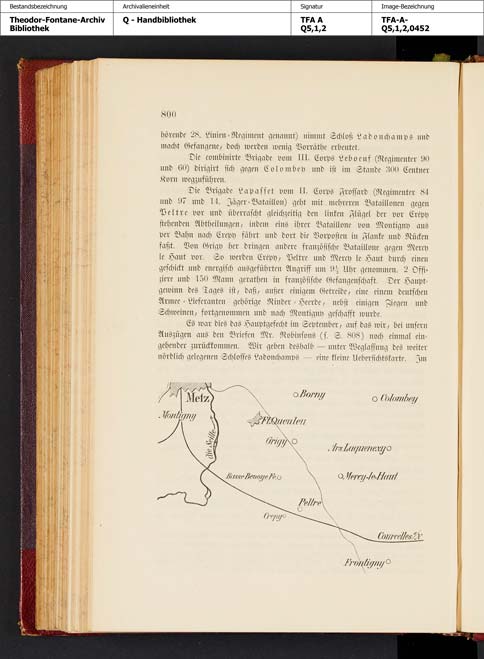 Bestandsbezeichnung Archivalieneinheit Signatur Image-Bezeichnung
Theodor-Fontane-Archiv Q - Handbibliothek TFA A TFA-A-
Bibliothek Q5,1,2 Q5,1,2,0452
800
hörende 28. Linien-Regiment genannt) nimmt Schloß Ladonchamps und
macht Gefangene, doch werden wenig Vorräthe erbeutet.
Die combinirte Brigade vom III. Corps Leboeuf (Regimenter 90
und 60) dirigirt sich gegen Colombey und ist im Stande 300 Centner
Korn wegzuführen.
Die Brigade Lapasset vom II. Corps Frossard (Regimenter 84
und 97 und 14. Jäger-Bataillon) geht mit mehreren Bataillonen gegen
Peltre vor und überrascht gleichzeitig den linken Flügel der vor Crépy
stehenden Abtheilungen, indem eins ihrer Bataillone von Montigny aus
per Bahn nach Crepy fährt und dort die Vorposten in Flanke und Rücken
faßt. Von Grigy her dringen andere französische Bataillone gegen Mercy
le Haut vor. So werden Crépy, Peltre und Mercy le Haut durch einen
geschickt und energisch ausgeführten Angriff um 9½ Uhr genommen. 2 Offi-
ziere und 150 Mann gerathen in französische Gefangenschaft. Der Haupt-
gewinn des Tages ist, daß, außer einigem Getreide, eine einem deutschen
Armee-Lieferanten gehörige Rinder-Heerde, nebst einigen Ziegen und
Schweinen, fortgenommen und nach Montigny geschafft wurde.
Es war dies das Hauptgefecht im September, auf das wir, bei unsern
Auszügen aus den Briefen Mr. Robinsons (s. S. 808) noch einmal ein-
gehender zurückkommen. Wir geben deshalb — unter Weglassung des weiter
nördlich gelegenen Schlosses Ladonchamps — eine kleine Uebersichtskarte. Im
Metz
Borny
Colombey
Montigny
Ft. Queuleu
die Seille
Grigy
Ars Laquenexy
Basse Bevoye Fe.
Mercy-le-Haut
Peltre
Crepy
Courcelles
Frontigny